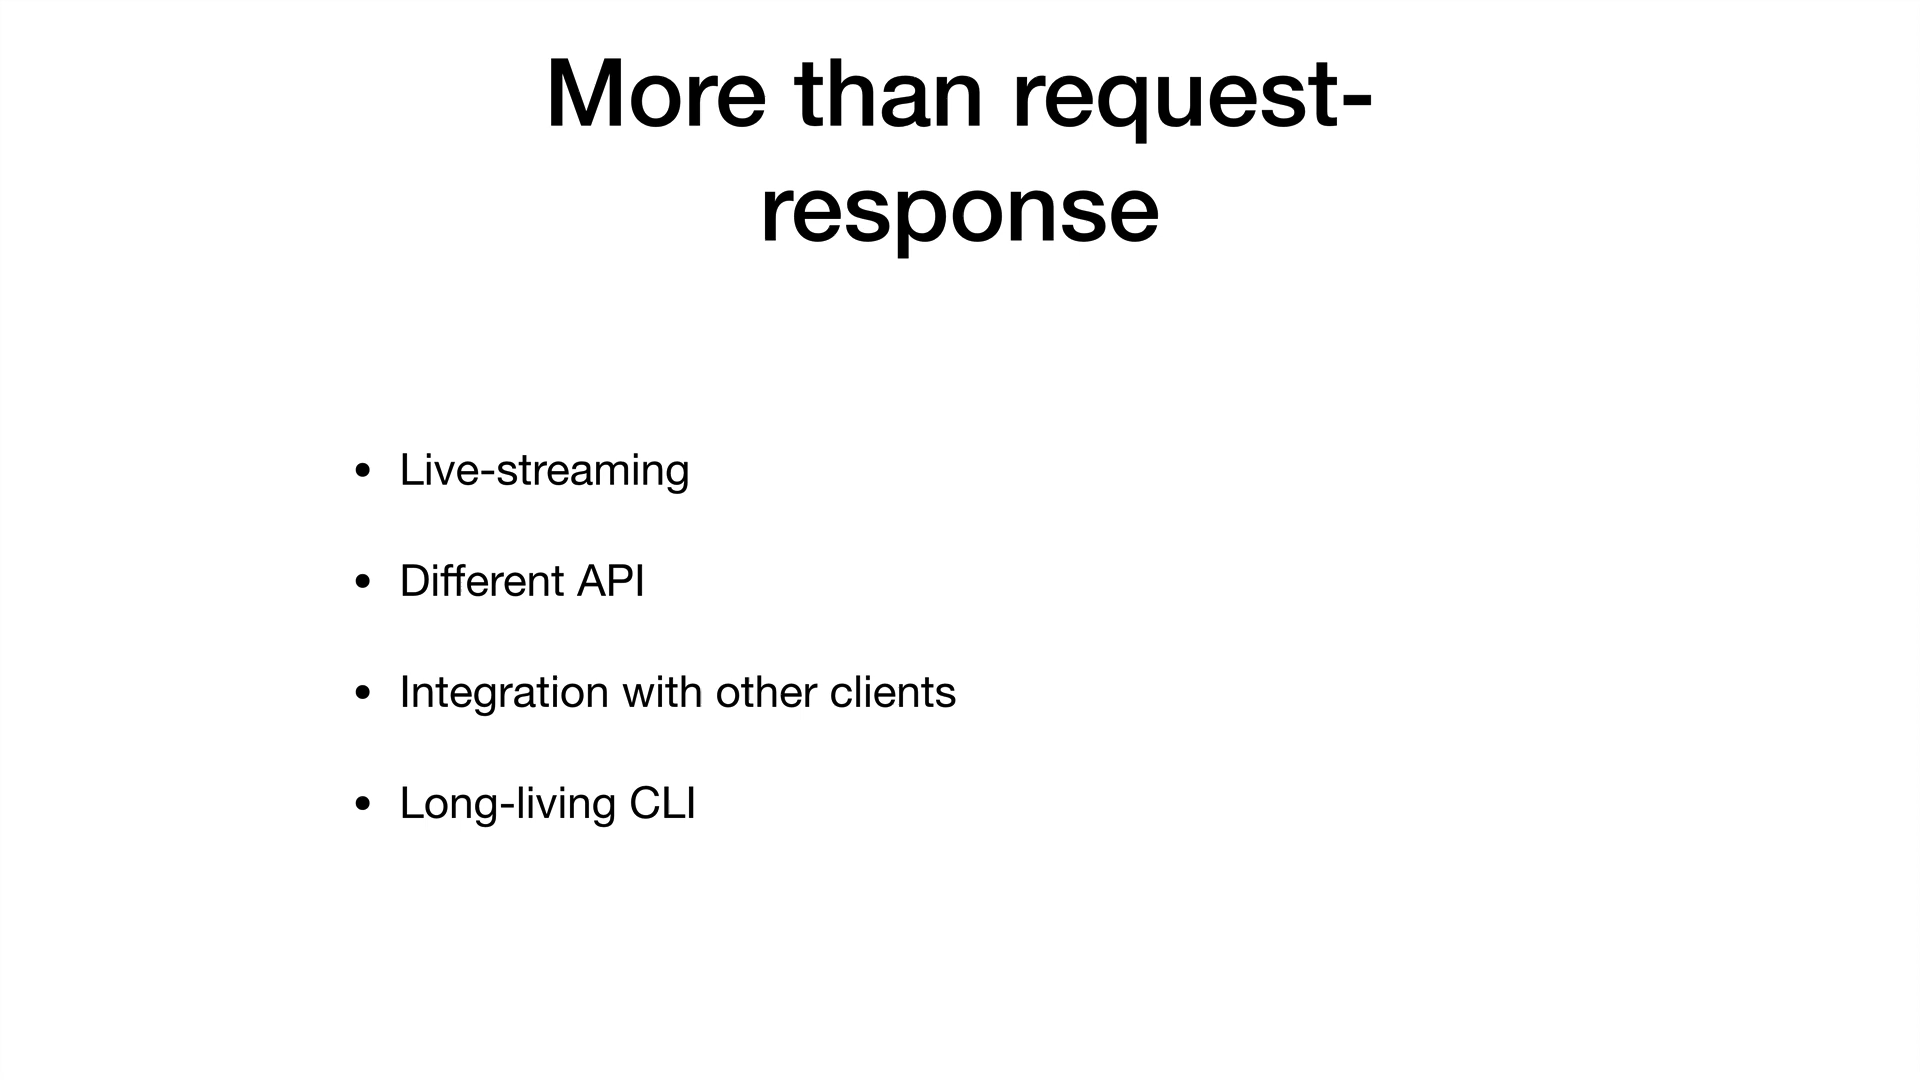 More than request-
response
• Live-streaming
• Different API
• Integration with other clients
• Long-living CLI